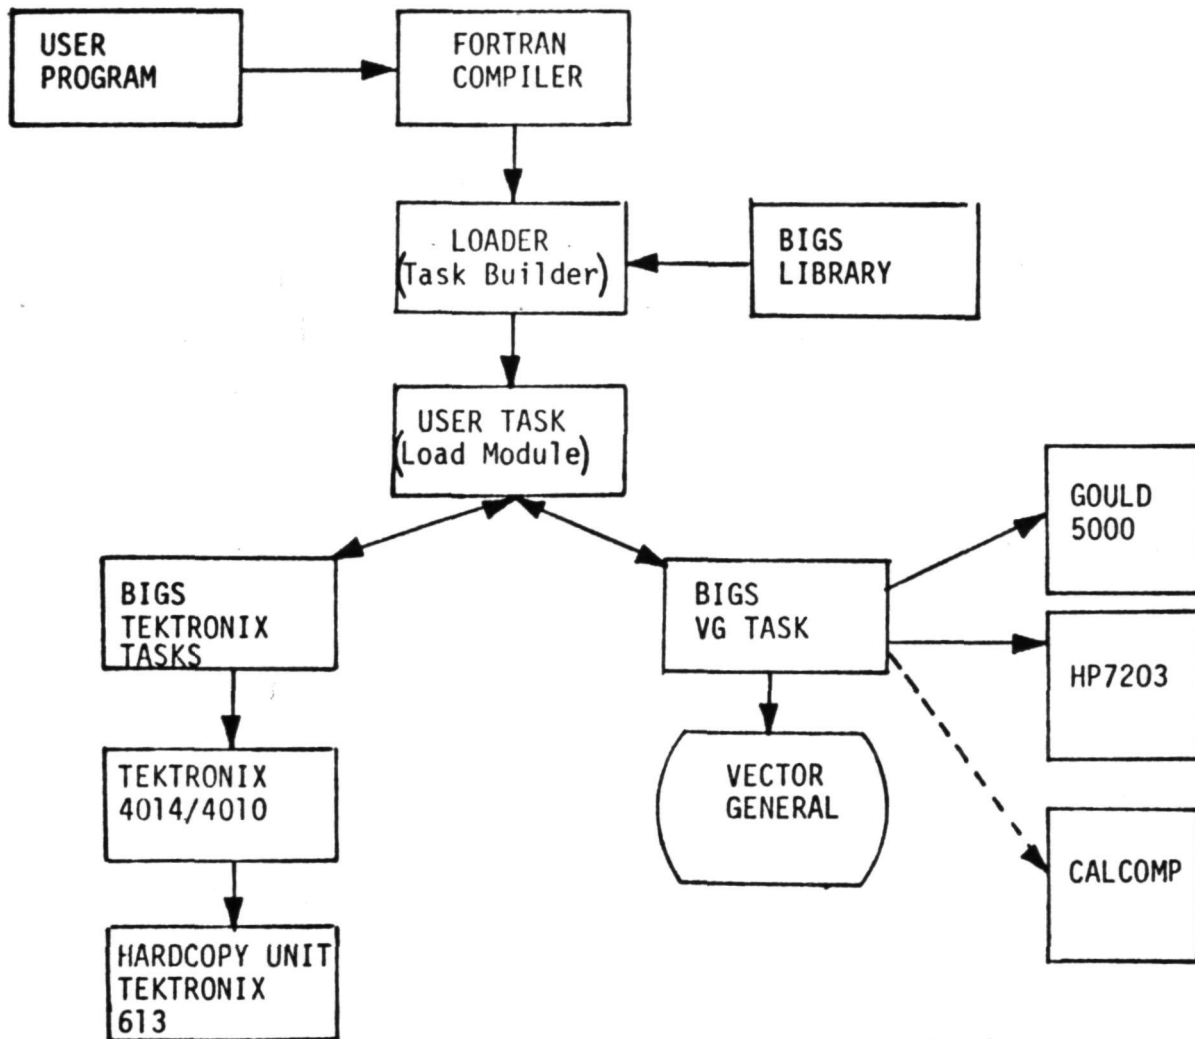 USER
PROGRAM
FORTRAN
COMPILER
LOADER
(Task Builder)
BIGS
LIBRARY
USER TASK
(Load Module)
BIGS
TEKTRONIX
TASKS
BIGS
VG TASK
GOULD
5000
HP7203
CALCOMP
TEKTRONIX
4014/4010
VECTOR
GENERAL
HARDCOPY UNIT
TEKTRONIX
613